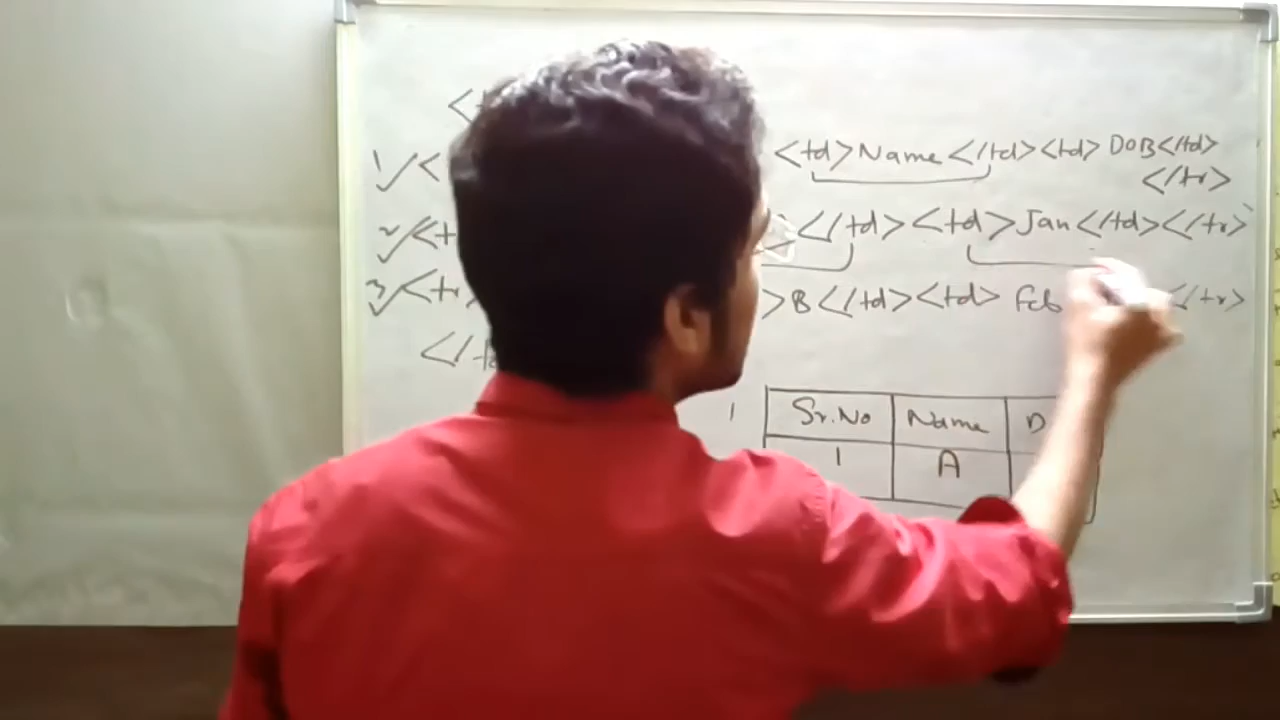 <
1 ✓ < <td>Name</td><td>DOB</td>
</tr>
2 ✓ <t </td><td>Jan</td></tr>
3 ✓ <tr >B</td><td> Feb </tr>
</t
1 Sr.No Name D
1 A